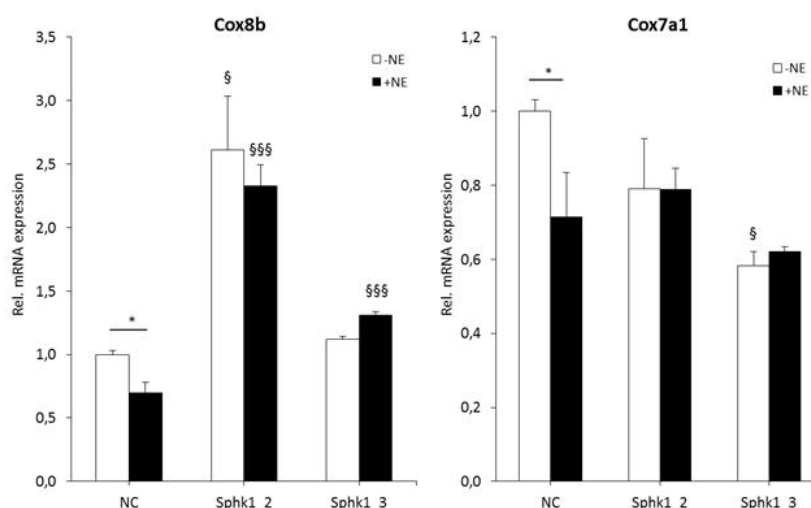 Cox8b
Rel. mRNA expression
3,5
3,0
2,5
2,0
1,5
1,0
0,5
0,0
-NE
+NE
*
§
§§§
§§§
NC
Sphk1_2
Sphk1_3
Cox7a1
Rel. mRNA expression
1,2
1,0
0,8
0,6
0,4
0,2
0,0
-NE
+NE
*
§
NC
Sphk1_2
Sphk1_3